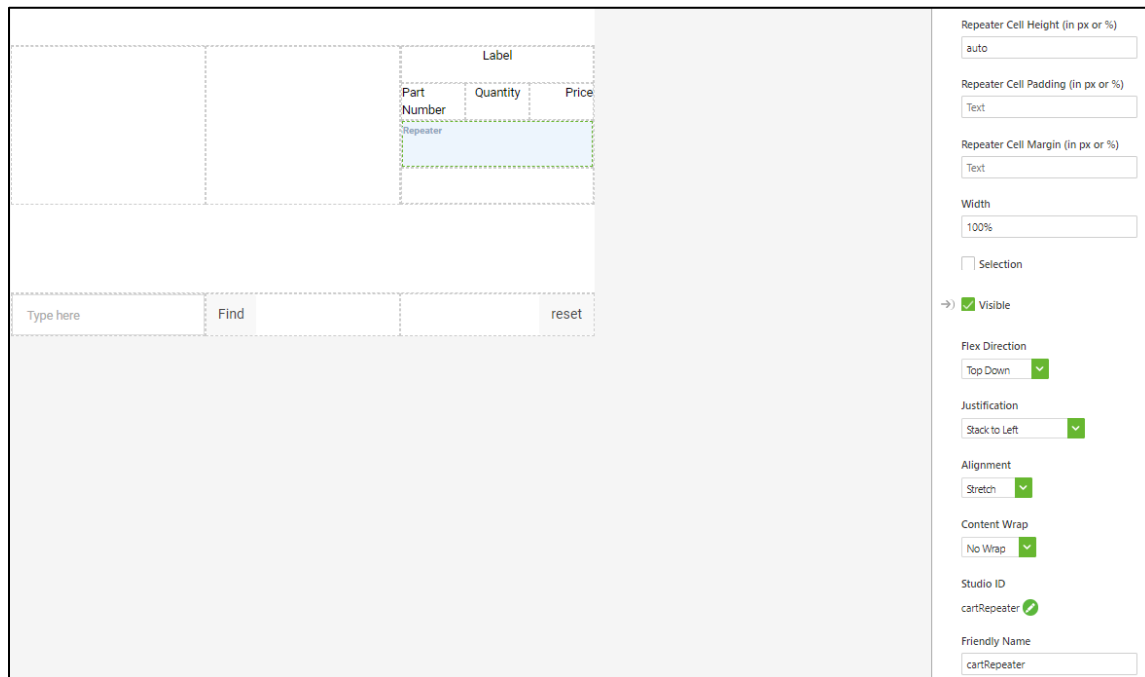 Label
Part
Number
Quantity
Price
Repeater
Type here
Find
reset
Repeater Cell Height (in px or %)
auto
Repeater Cell Padding (in px or %)
Text
Repeater Cell Margin (in px or %)
Text
Width
100%
Selection
Visible
Flex Direction
Top Down
Justification
Stack to Left
Alignment
Stretch
Content Wrap
No Wrap
Studio ID
cartRepeater
Friendly Name
cartRepeater